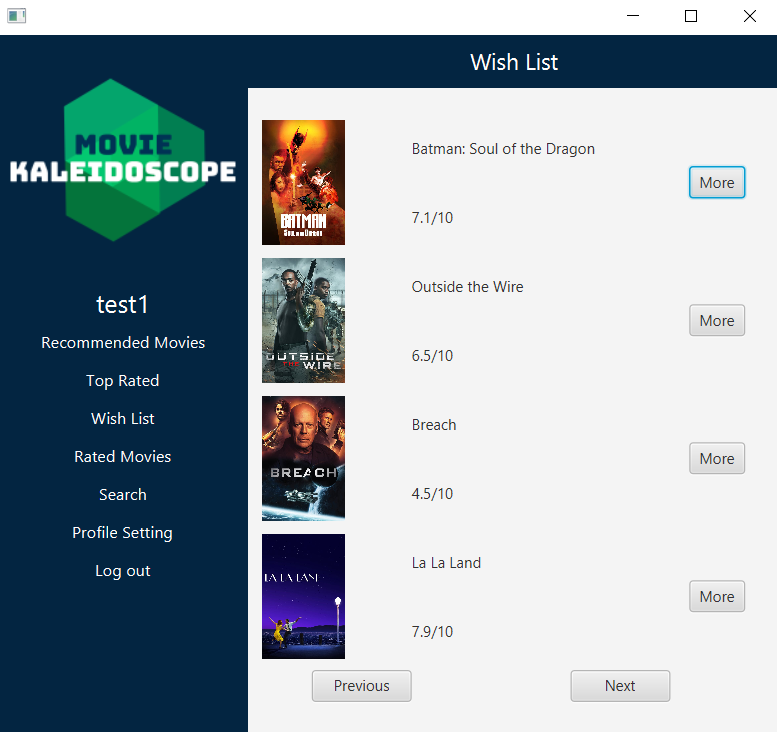 Wish List
MOVIE
KALEIDOSCOPE
test1
Recommended Movies
Top Rated
Wish List
Rated Movies
Search
Profile Setting
Log out
BATMAN
SOUL OF THE DRAGON
Batman: Soul of the Dragon
7.1/10
More
OUTSIDE
THE WIRE
Outside the Wire
6.5/10
More
BREACH
Breach
4.5/10
More
LA LA LAND
La La Land
7.9/10
More
Previous
Next